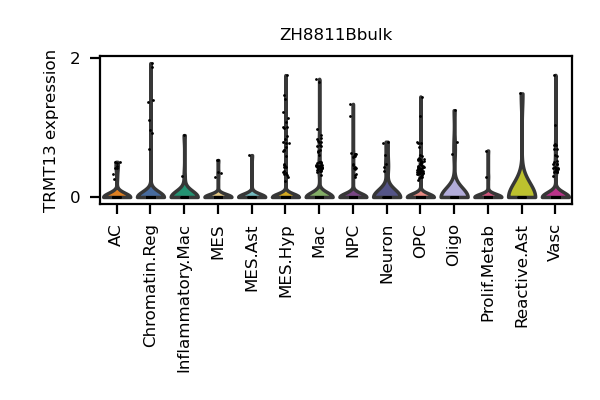 ZH8811Bbulk
TRMT13 expression
2
0
AC
Chromatin.Reg
Inflammatory.Mac
MES
MES.Ast
MES.Hyp
Mac
NPC
Neuron
OPC
Oligo
Prolif.Metab
Reactive.Ast
Vasc